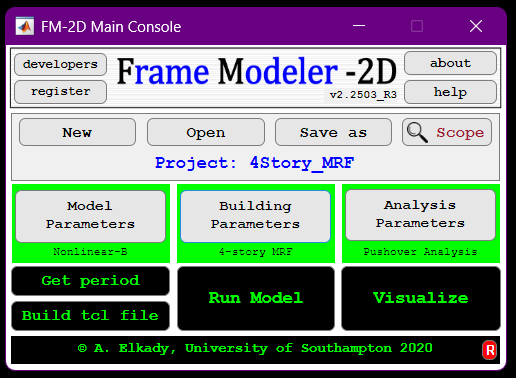 FM-2D Main Console
developers
Frame Modeler -2D
about
register
v2.2503_R3
help
New
Open
Save as
Scope
Project: 4Story_MRF
Model
Parameters
Building
Parameters
Analysis
Parameters
Nonlinear-B
4-story MRF
Pushover Analysis
Get period
Build tcl file
Run Model
Visualize
© A. Elkady, University of Southampton 2020
R